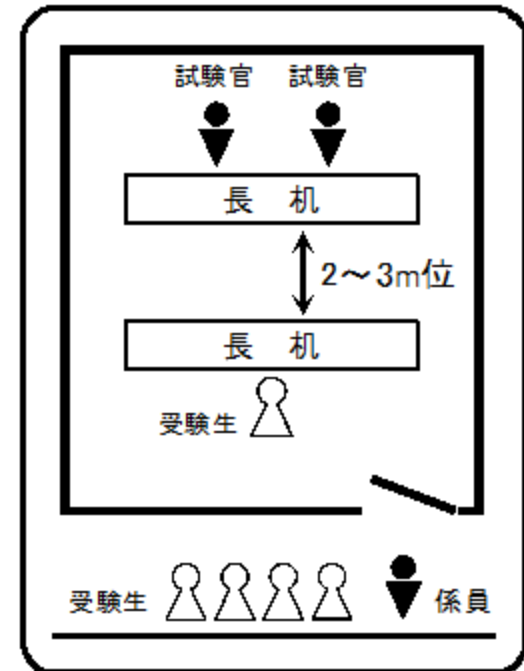 試験官 試験官
長 机
2～3m位
長 机
受験生
受験生 係員